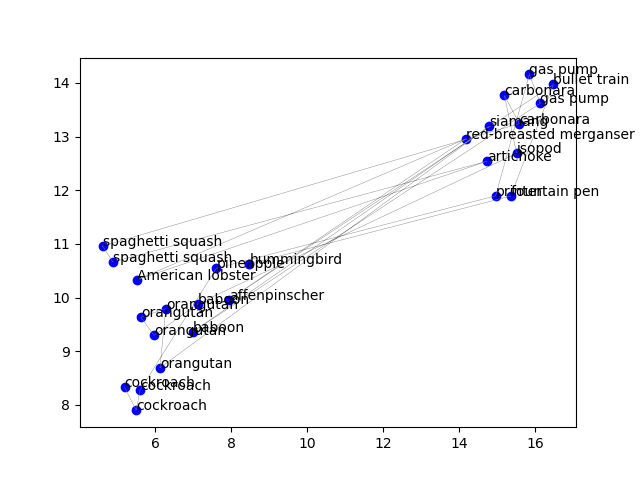 gas pump
bullet train
carbonara
gas pump
siamang
carbonara
red-breasted merganser
isopod
artichoke
printer
fountain pen
spaghetti squash
spaghetti squash
hummingbird
pineapple
American lobster
affenpinscher
baboon
orangutan
orangutan
baboon
orangutan
orangutan
cockroach
cockroach
cockroach
14
13
12
11
10
9
8
6 8 10 12 14 16